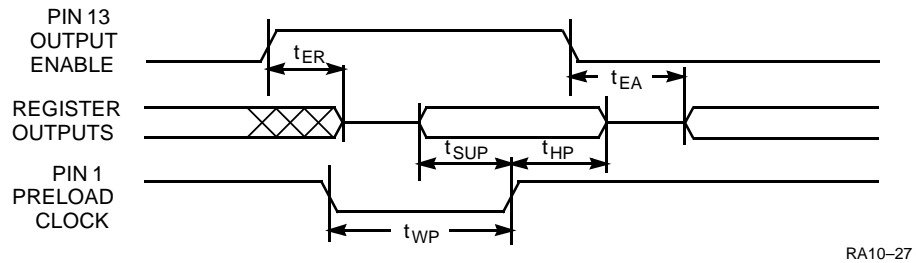 PIN 13
OUTPUT
ENABLE
tER
tEA
REGISTER
OUTPUTS
tSUP
tHP
PIN 1
PRELOAD
CLOCK
tWP
RA10–27